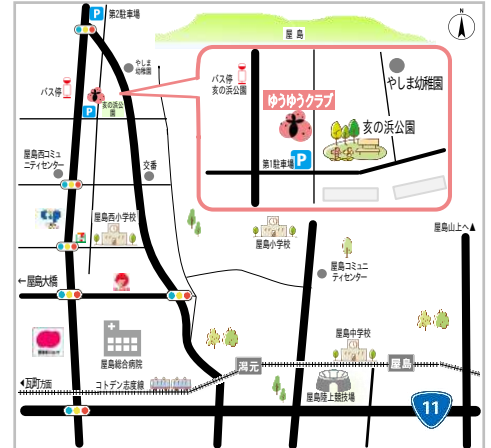 P 第2駐車場
屋島
N
やしま
幼稚園
バス停
P
亥の浜公
園
バス停
亥の浜公園
やしま幼稚園
ゆうゆうクラブ
亥の浜公園
第1駐車場
P
屋島西コミュ
ニティセンター
交番
屋島西小学校
屋島小学校
屋島山上へ▲
屋島コミュニ
ティセンター
←屋島大橋
屋島総合病院
屋島中学校
潟元
屋島
◀瓦町方面
コトデン志度線
屋島陸上競技場
11